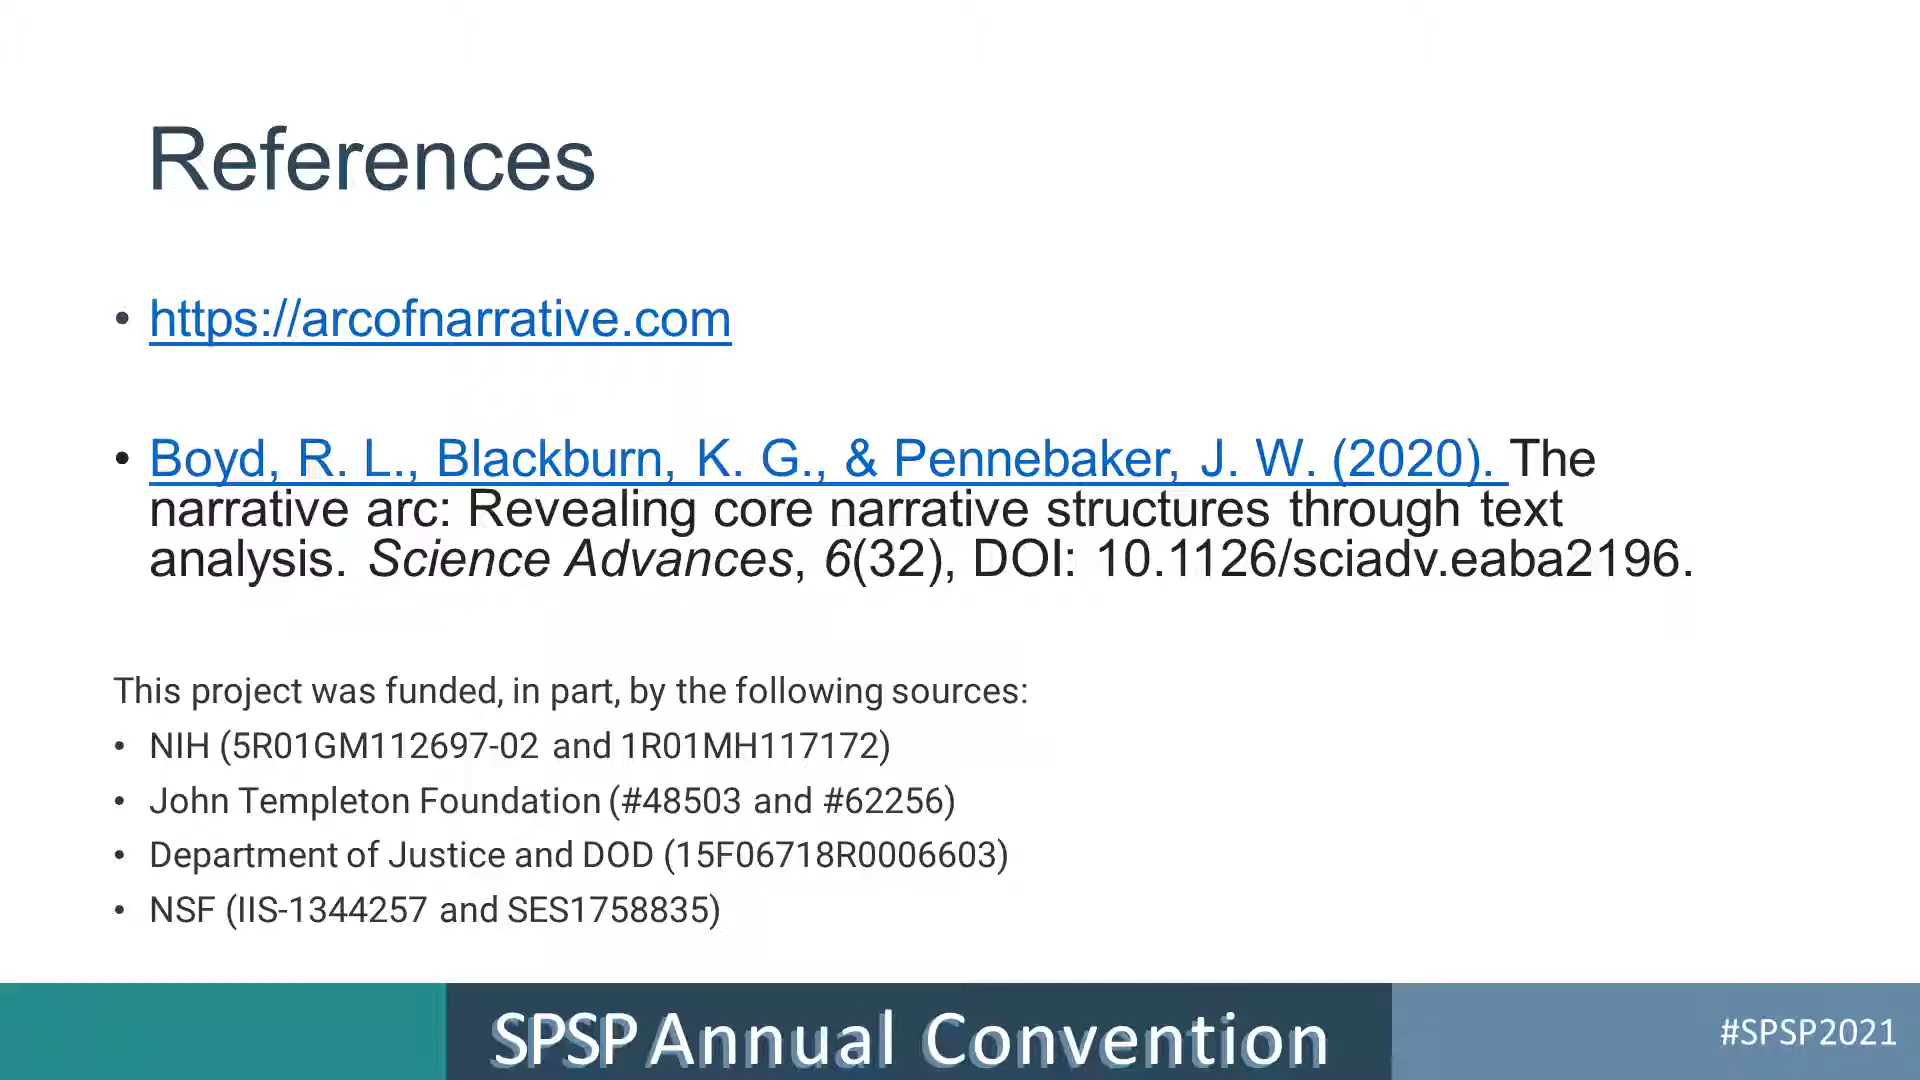 References
• https://arcofnarrative.com
• Boyd, R. L., Blackburn, K. G., & Pennebaker, J. W. (2020). The
narrative arc: Revealing core narrative structures through text
analysis. Science Advances, 6(32), DOI: 10.1126/sciadv.eaba2196.
This project was funded, in part, by the following sources:
• NIH (5R01GM112697-02 and 1R01MH117172)
• John Templeton Foundation (#48503 and #62256)
• Department of Justice and DOD (15F06718R0006603)
• NSF (IIS-1344257 and SES1758835)
SPSP Annual Convention
#SPSP2021